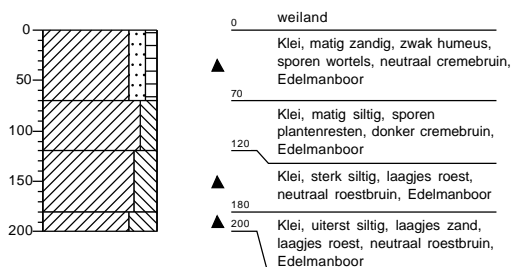 0
50
100
150
200
0 weiland
Klei, matig zandig, zwak humeus,
sporen wortels, neutraal cremebruin,
Edelmanboor
70
Klei, matig siltig, sporen
plantenresten, donker cremebruin,
Edelmanboor
120
Klei, sterk siltig, laagjes roest,
neutraal roestbruin, Edelmanboor
180
Klei, uiterst siltig, laagjes zand,
laagjes roest, neutraal roestbruin,
Edelmanboor
200